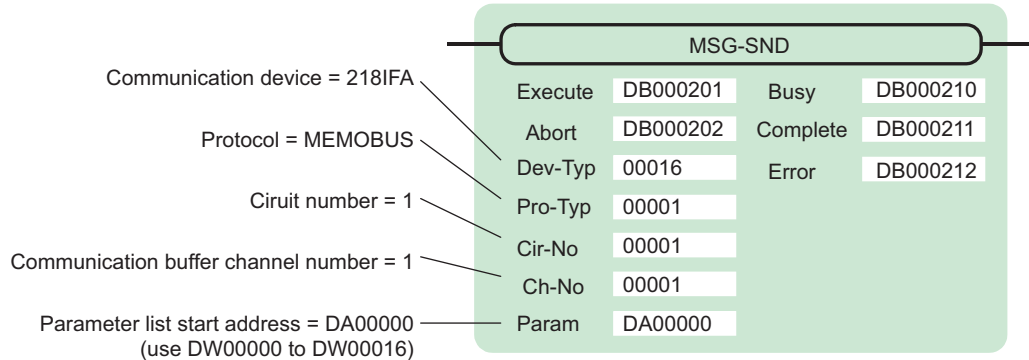 MSG-SND
Communication device = 218IFA
Execute DB000201 Busy DB000210
Protocol = MEMOBUS
Abort DB000202 Complete DB000211
Dev-Typ 00016 Error DB000212
Ciruit number = 1
Pro-Typ 00001
Cir-No 00001
Communication buffer channel number = 1
Ch-No 00001
Parameter list start address = DA00000
Param DA00000
(use DW00000 to DW00016)